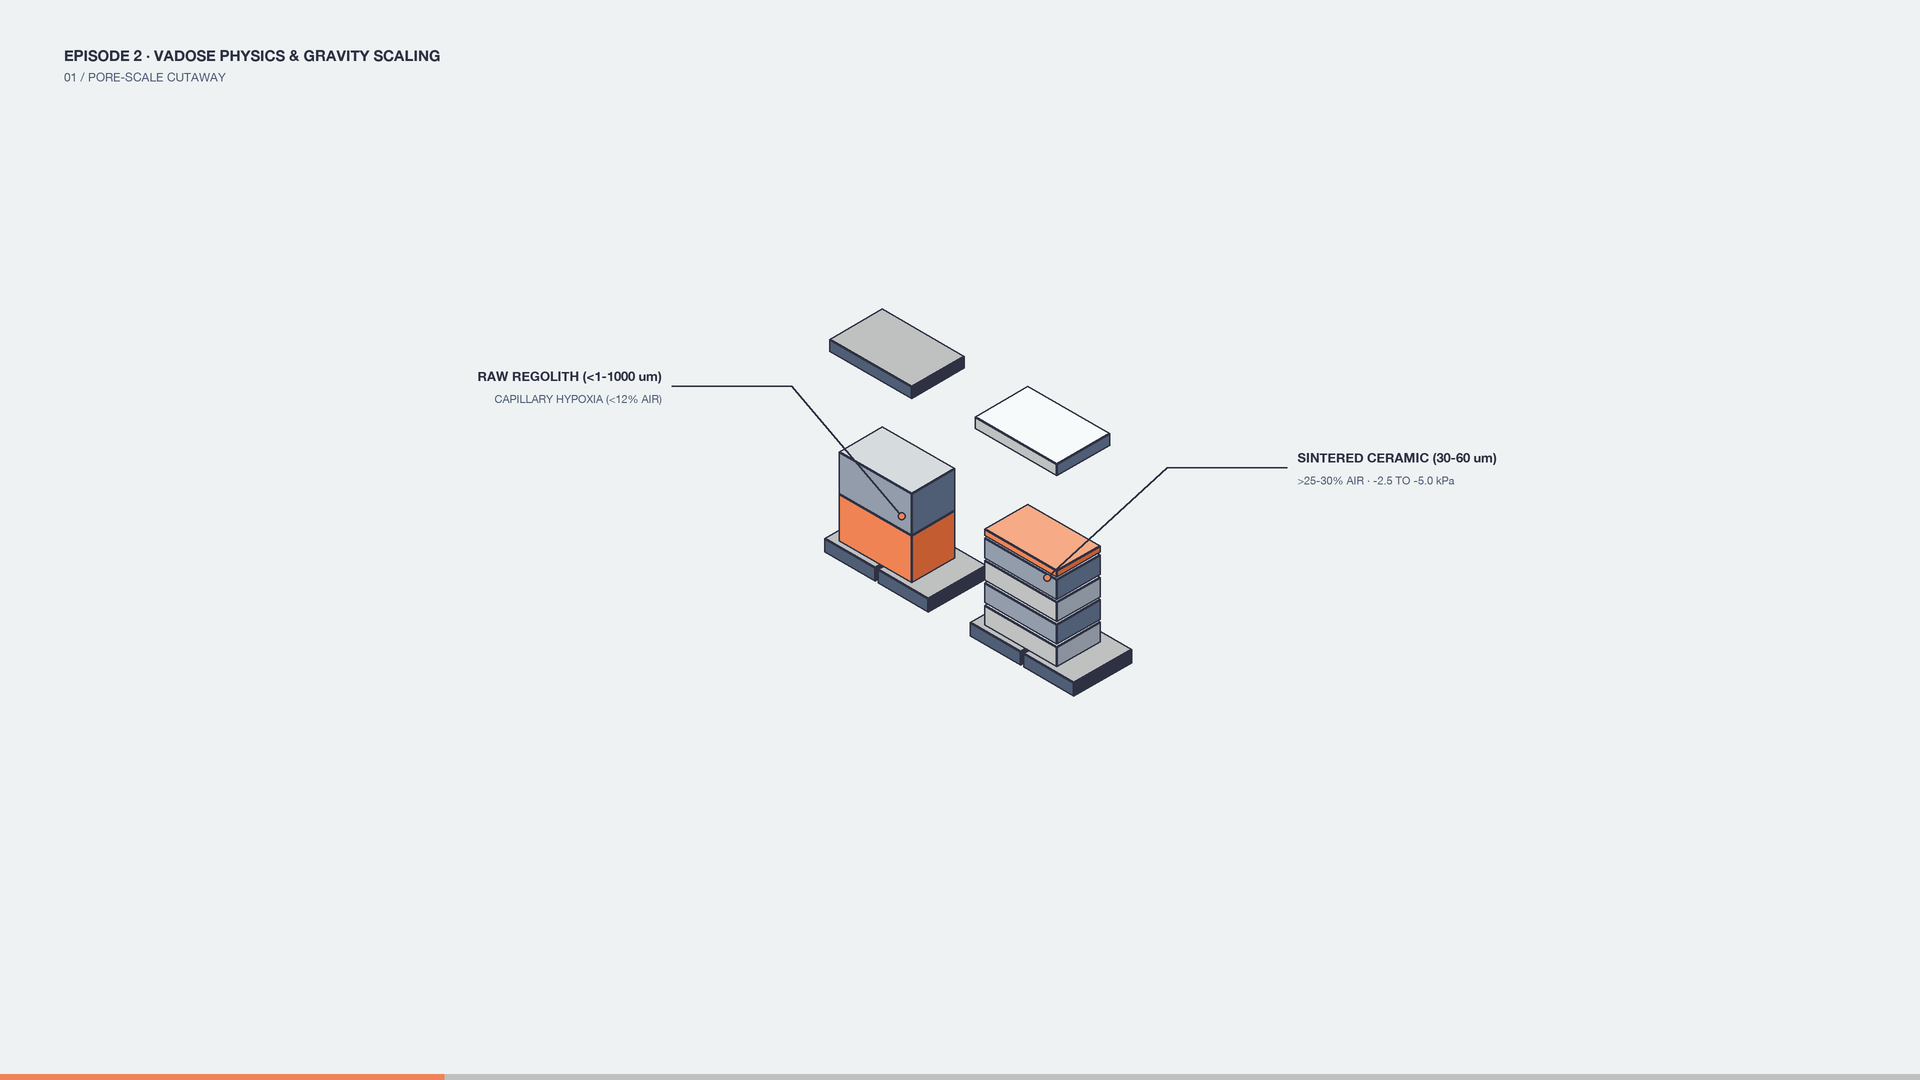 EPISODE 2 · VADOSE PHYSICS & GRAVITY SCALING
01 / PORE-SCALE CUTAWAY
RAW REGOLITH (<1-1000 um)
CAPILLARY HYPOXIA (<12% AIR)
SINTERED CERAMIC (30-60 um)
>25-30% AIR · -2.5 TO -5.0 kPa